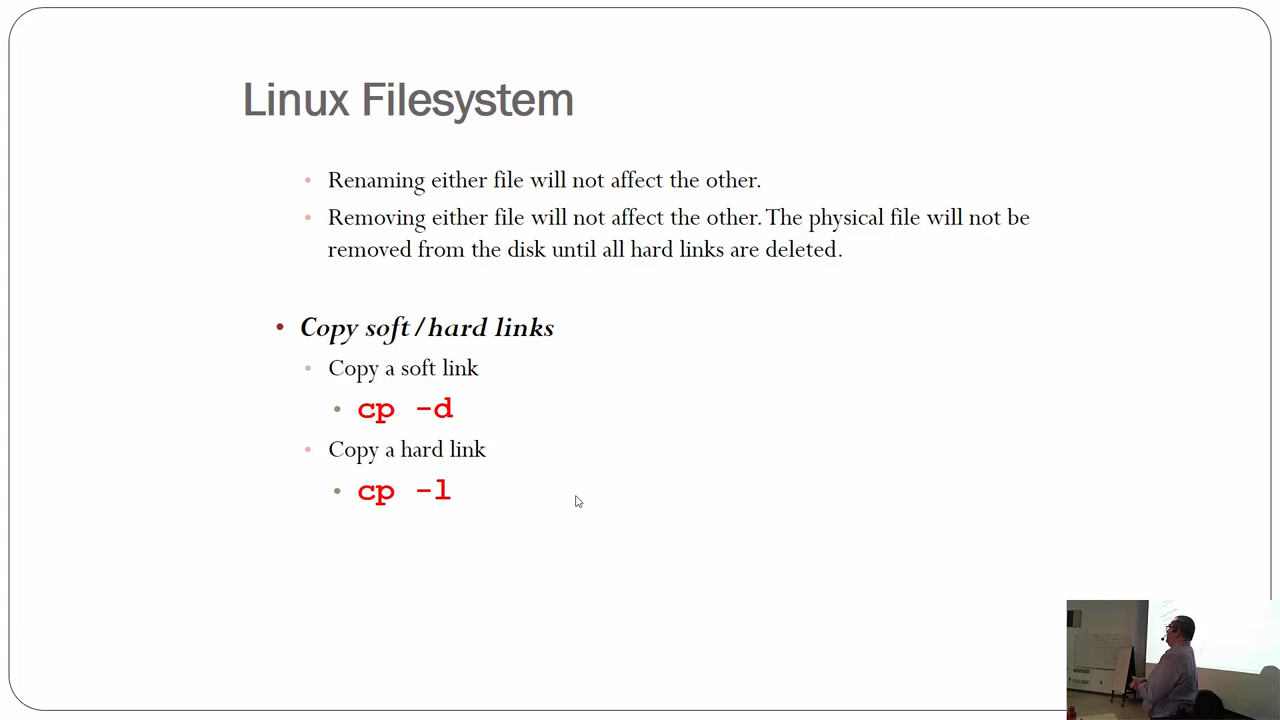 Linux Filesystem
• Renaming either file will not affect the other.
• Removing either file will not affect the other. The physical file will not be
removed from the disk until all hard links are deleted.
• Copy soft/hard links
• Copy a soft link
• cp -d
• Copy a hard link
• cp -l